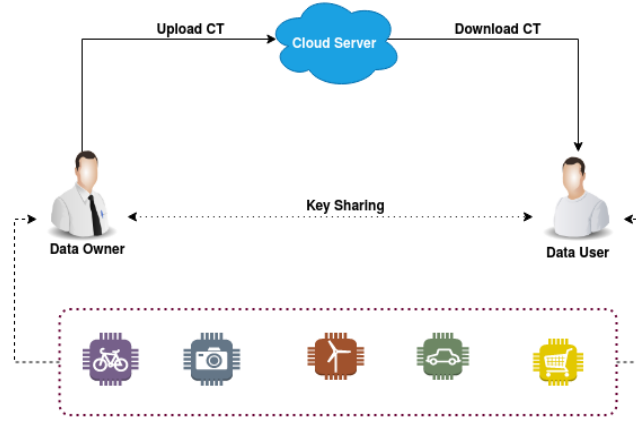 Upload CT
Cloud Server
Download CT
Key Sharing
Data Owner
Data User